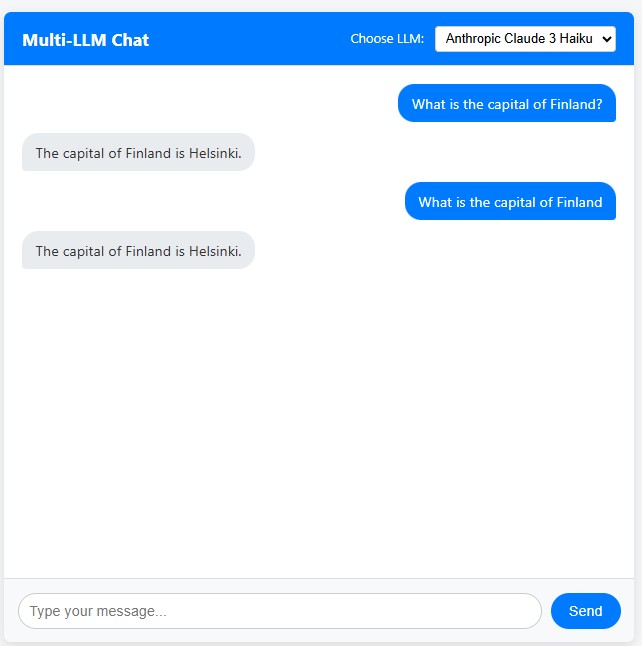 Multi-LLM Chat
Choose LLM: Anthropic Claude 3 Haiku
What is the capital of Finland?
The capital of Finland is Helsinki.
What is the capital of Finland
The capital of Finland is Helsinki.
Type your message... Send